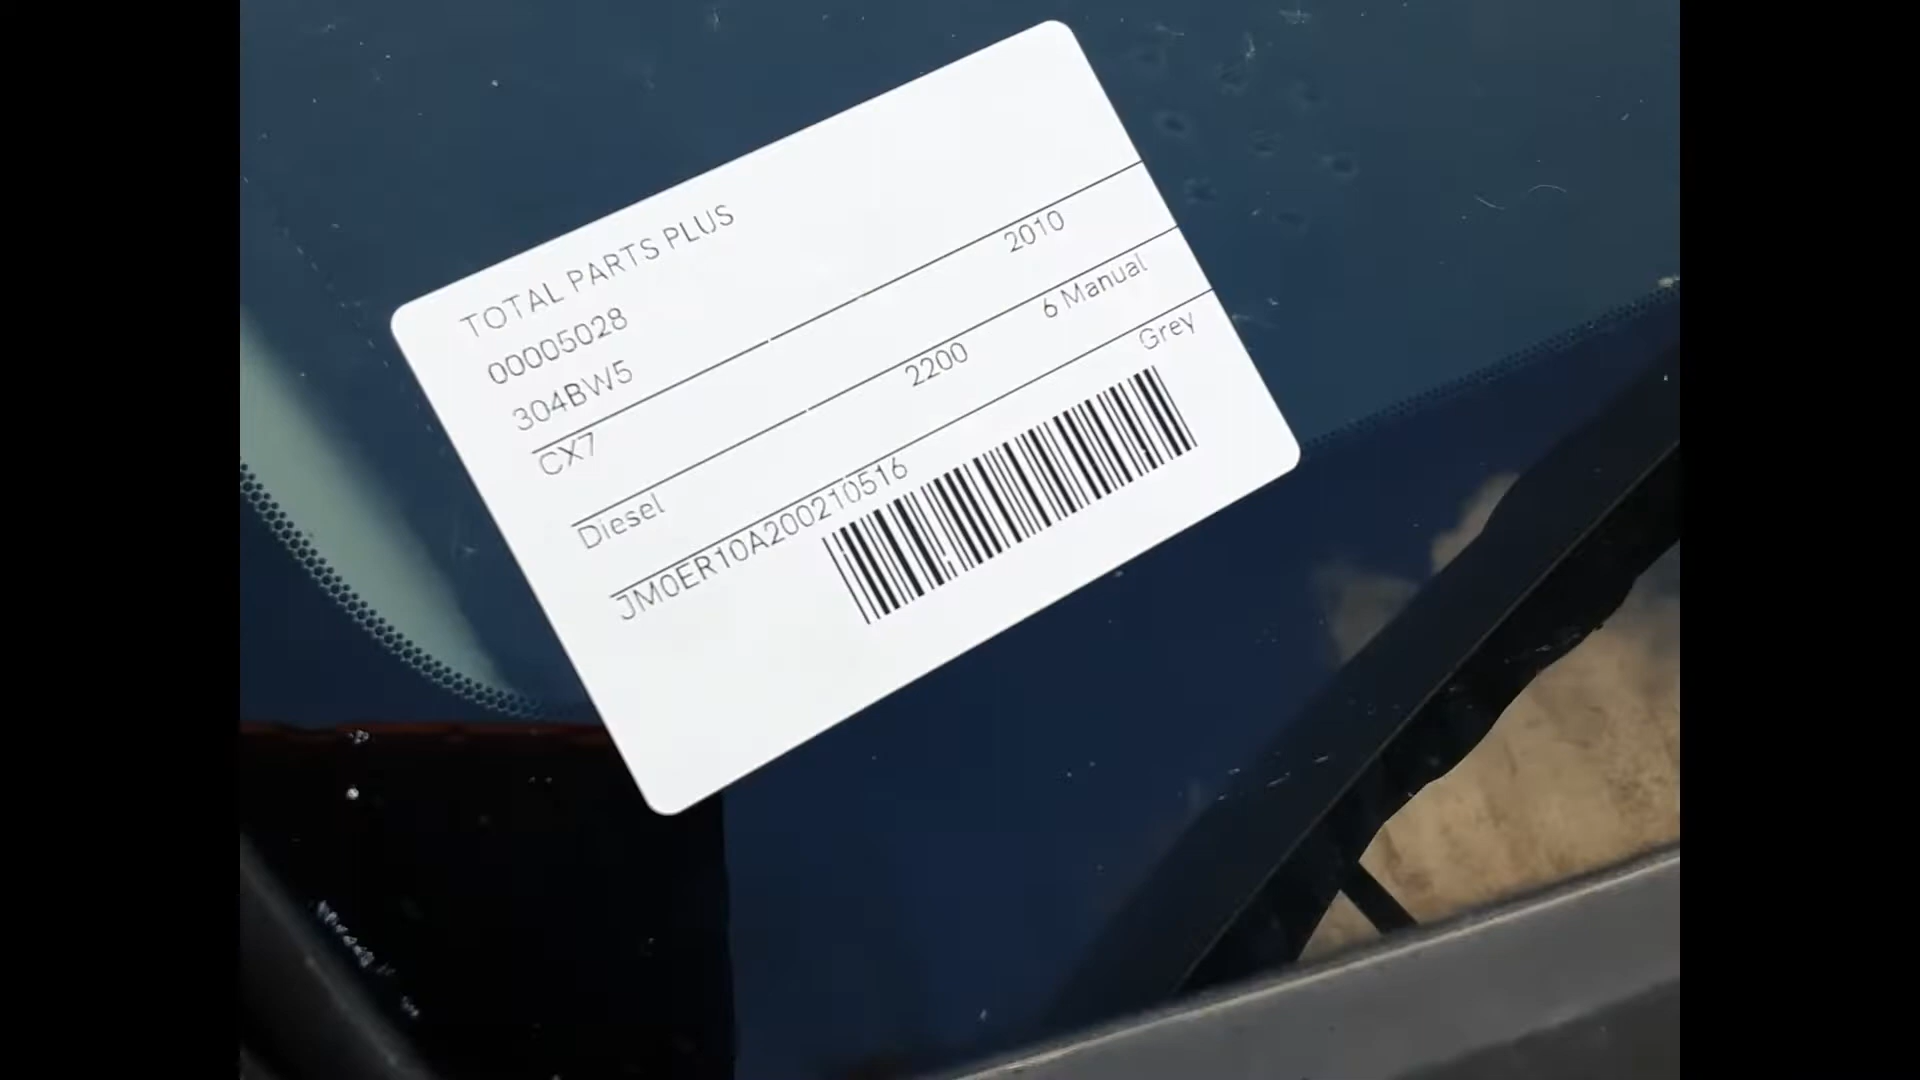 TOTAL PARTS PLUS
00005028
304BW5
CX7 2010
Diesel 2200 6 Manual
JM0ER10A200210516 Grey